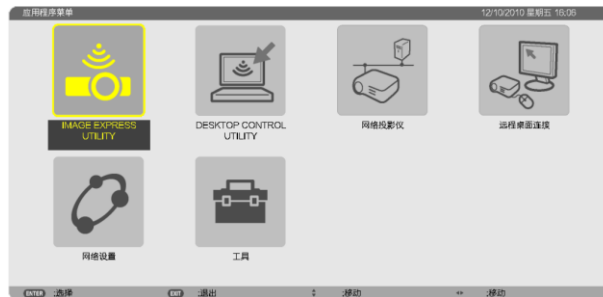 应用程序菜单 12/10/2010 星期五 16:06
IMAGE EXPRESS
UTILITY
DESKTOP CONTROL
UTILITY
网络投影仪
远程桌面连接
网络设置
工具
ENTER :选择 EXIT :退出 :移动 :移动